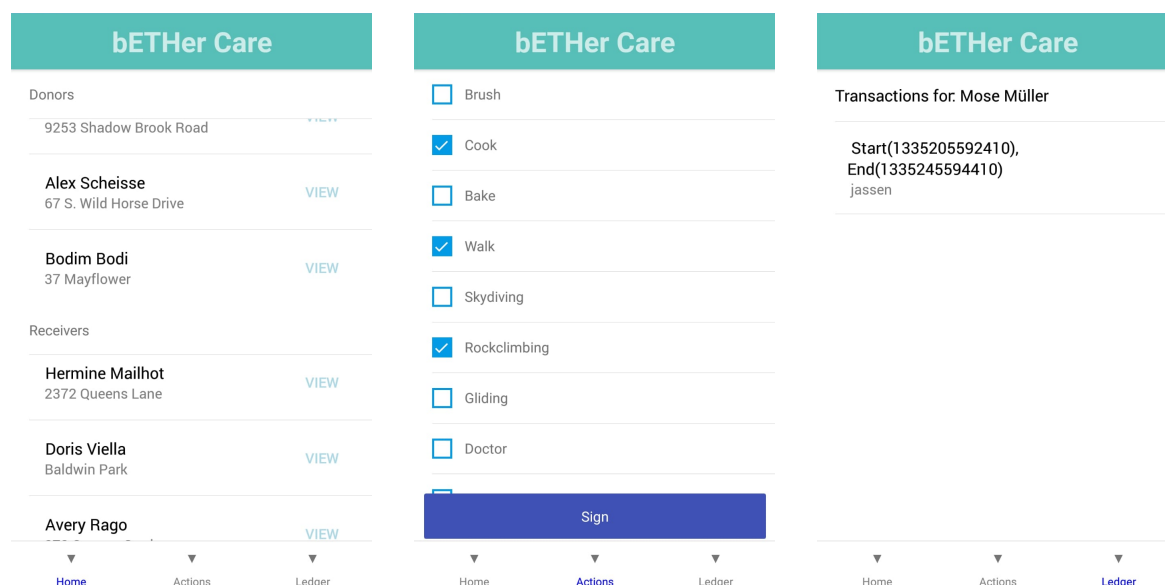 bETHer Care
Donors
9253 Shadow Brook Road
VIEW
Alex Scheisse
67 S. Wild Horse Drive
VIEW
Bodim Bodi
37 Mayflower
VIEW
Receivers
Hermine Mailhot
2372 Queens Lane
VIEW
Doris Viella
Baldwin Park
VIEW
Avery Rago
VIEW
Home
Actions
Ledger
bETHer Care
Brush
Cook
Bake
Walk
Skydiving
Rockclimbing
Gliding
Doctor
Sign
Home
Actions
Ledger
bETHer Care
Transactions for: Mose Müller
Start(1335205592410),
End(1335245594410)
jassen
Home
Actions
Ledger